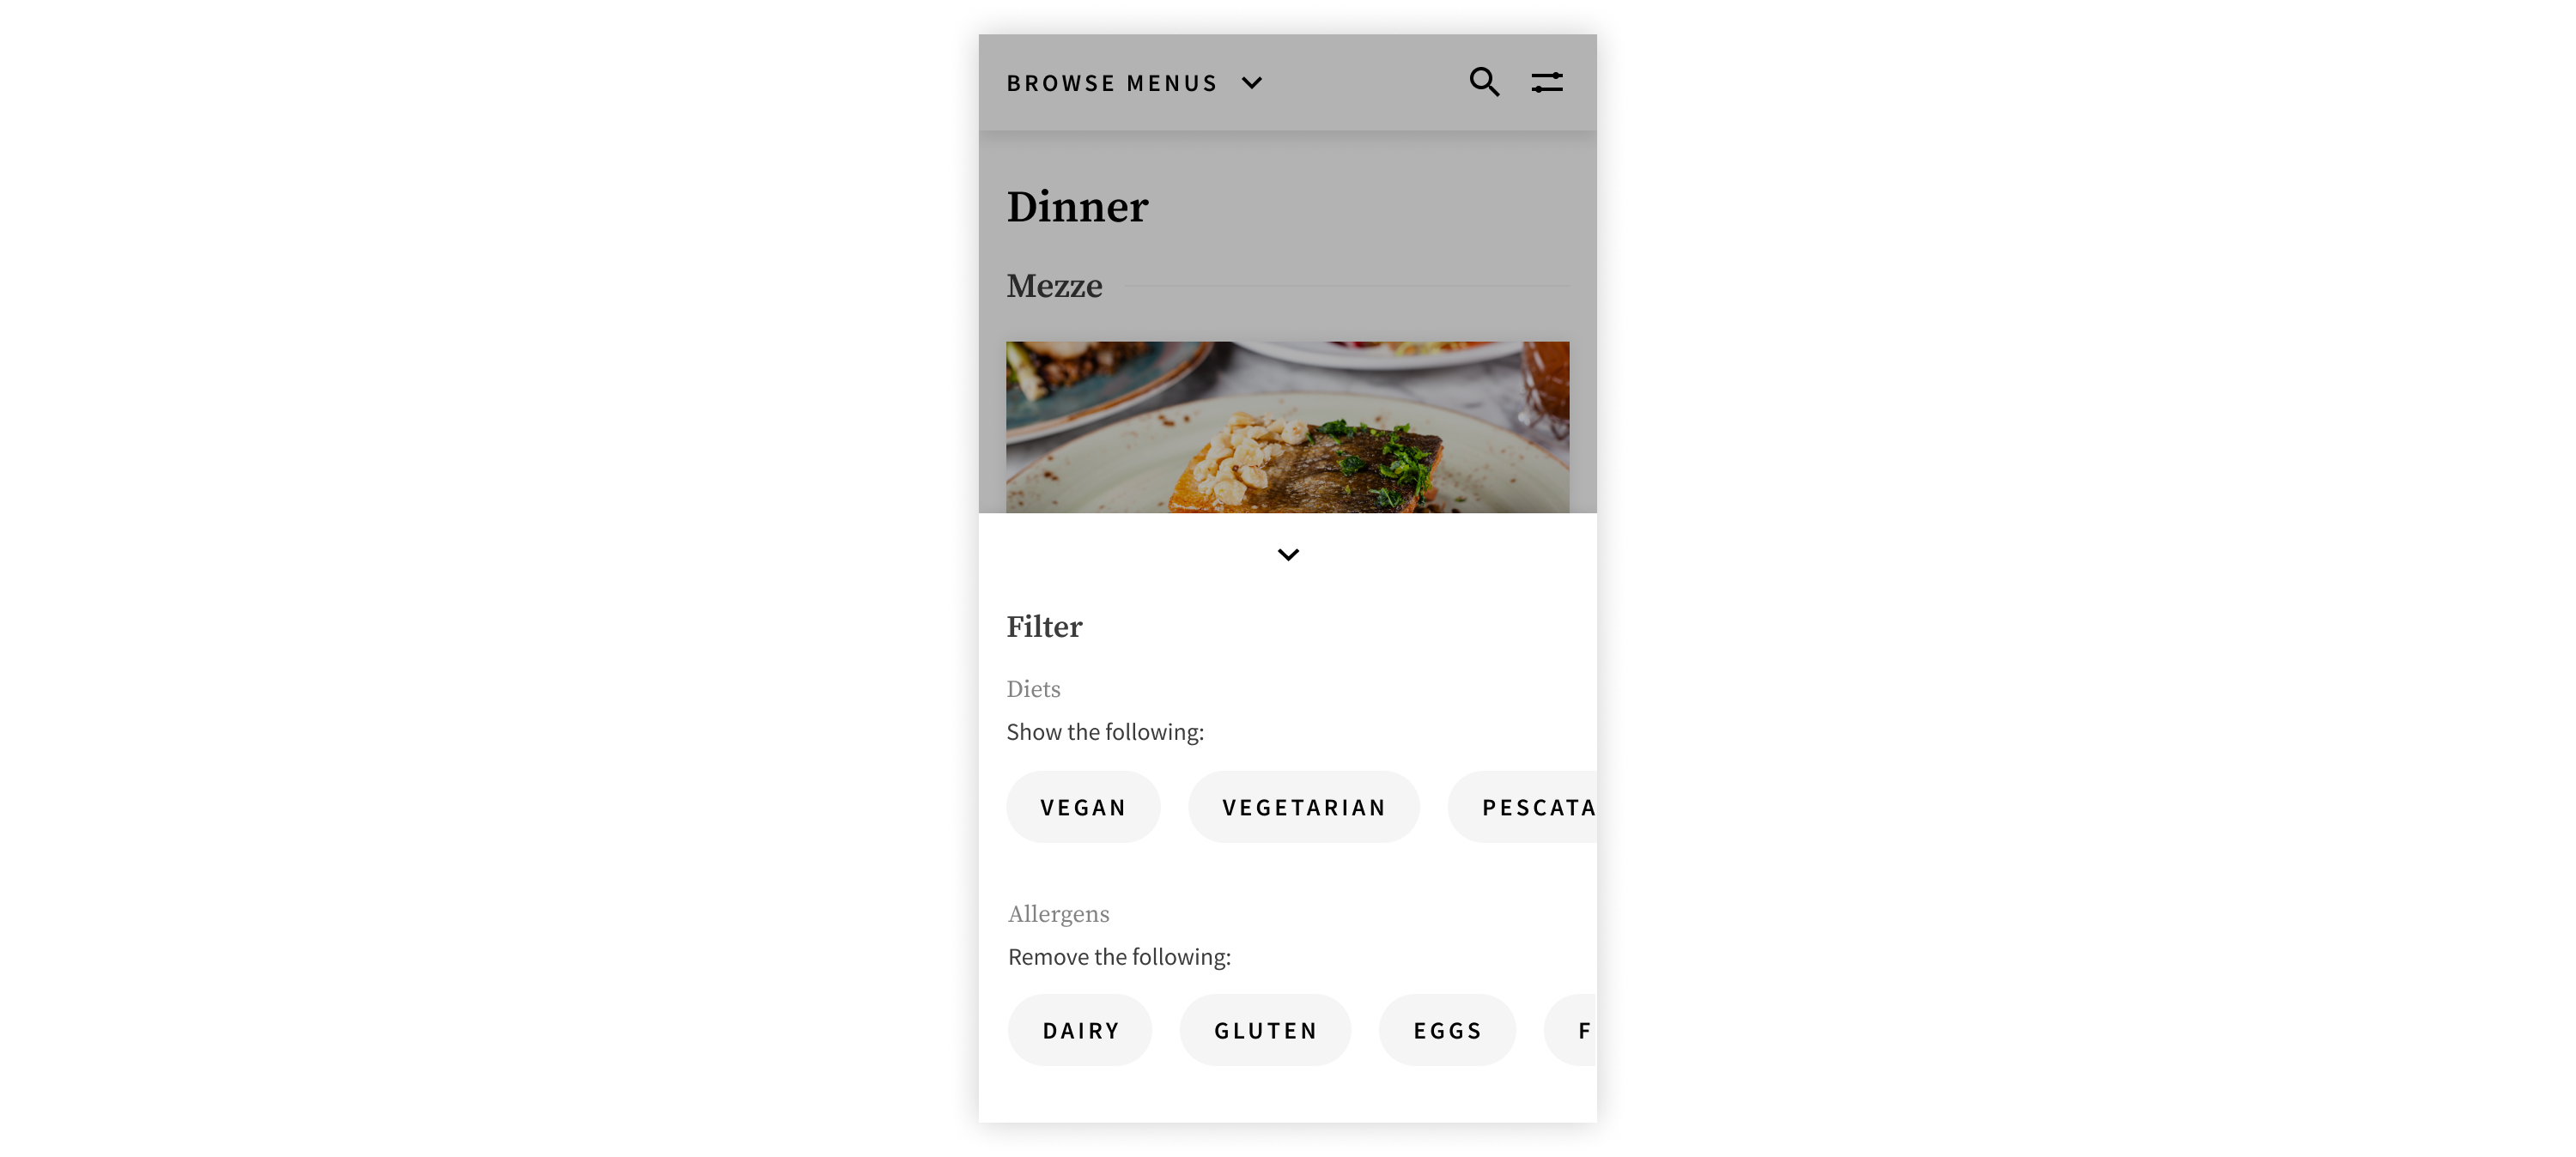 BROWSE MENUS
Dinner
Mezze
Filter
Diets
Show the following:
VEGAN VEGETARIAN PESCATA
Allergens
Remove the following:
DAIRY GLUTEN EGGS F